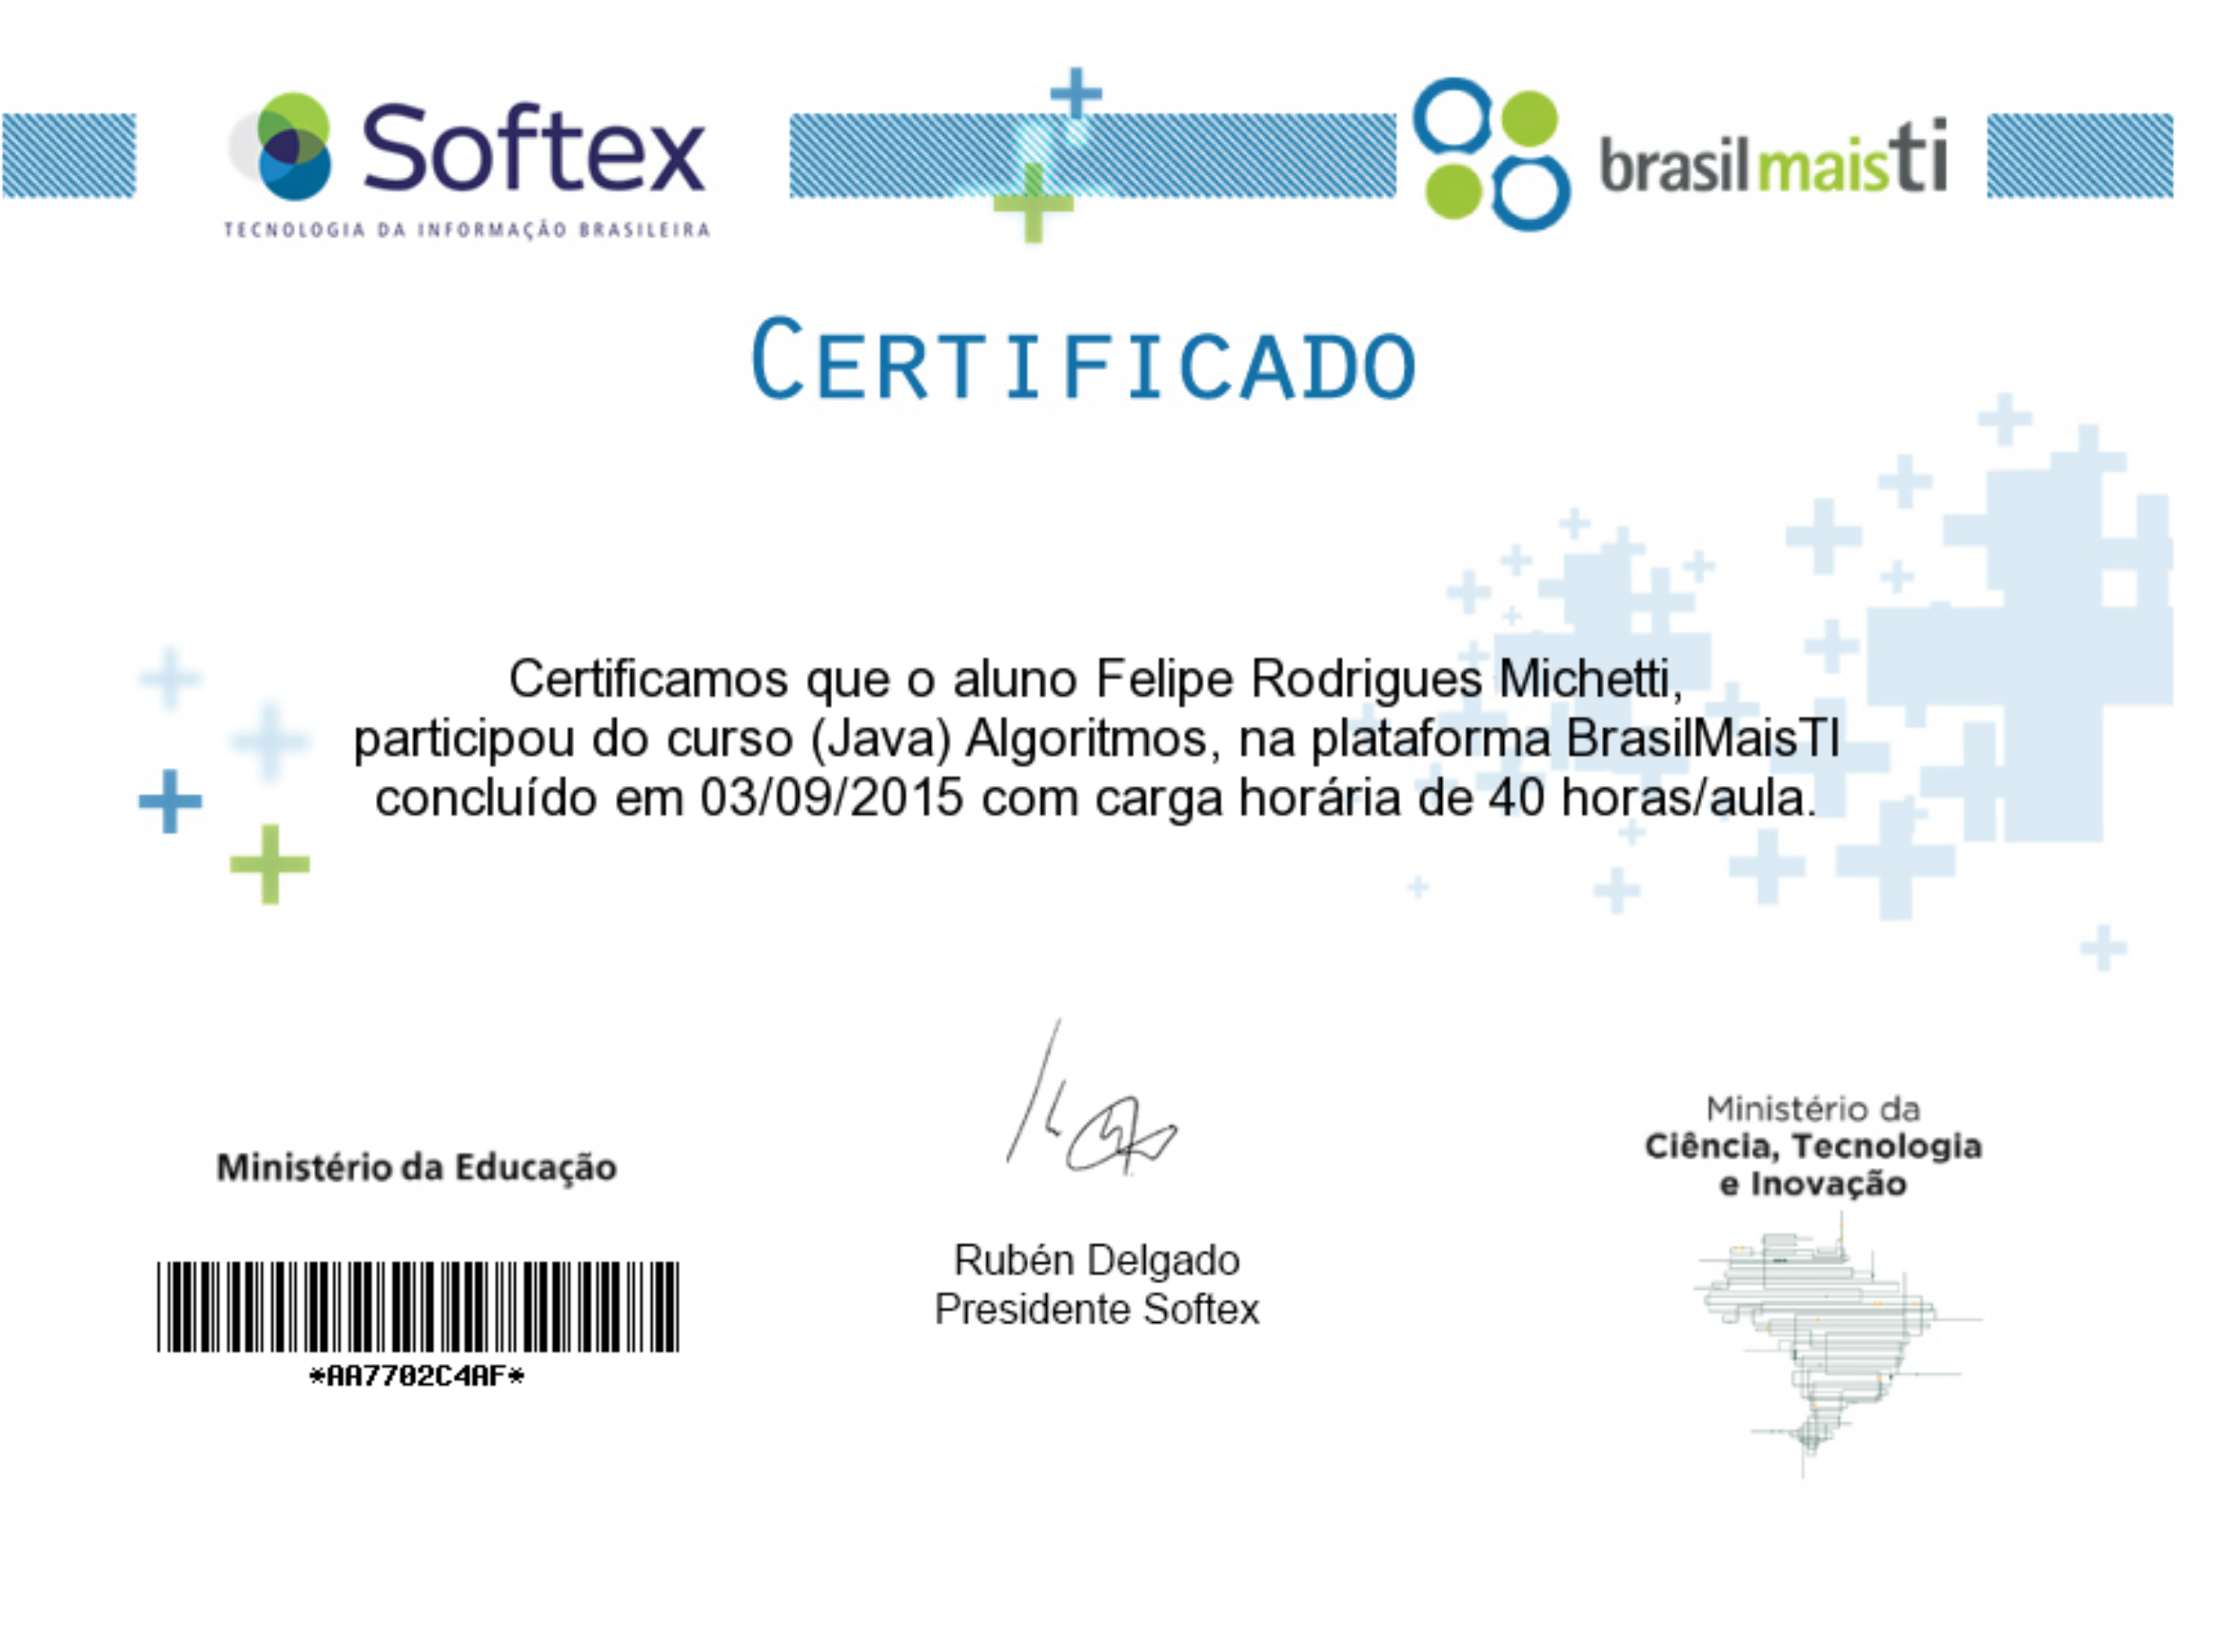 Softex
TECNOLOGIA DA INFORMAÇÃO BRASILEIRA
brasilmaisti
CERTIFICADO
Certificamos que o aluno Felipe Rodrigues Michetti,
participou do curso (Java) Algoritmos, na plataforma BrasilMaisTI
concluído em 03/09/2015 com carga horária de 40 horas/aula.
Ministério da Educação
*AA7702C4AF*
Rubén Delgado
Presidente Softex
Ministério da
Ciência, Tecnologia
e Inovação